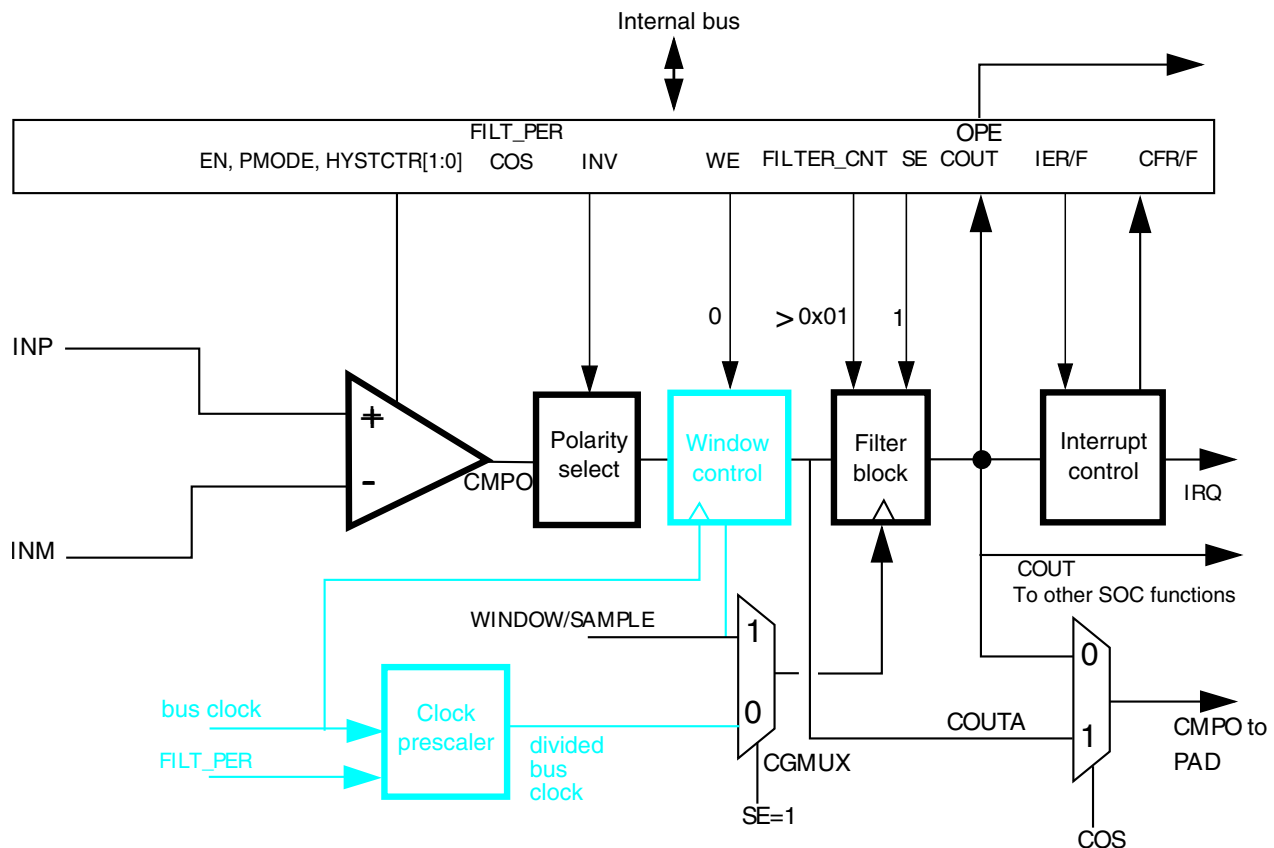 Internal bus
FILT_PER
OPE
EN, PMODE, HYSTCTR[1:0]
COS
INV
WE
FILTER_CNT
SE
COUT
IER/F
CFR/F
0
> 0x01
1
INP
+
-
INM
CMPO
Polarity
select
Window
control
Filter
block
Interrupt
control
IRQ
COUT
To other SOC functions
WINDOW/SAMPLE
1
0
CGMUX
SE=1
bus clock
FILT_PER
Clock
prescaler
divided
bus
clock
COUTA
0
1
CMPO to
PAD
COS